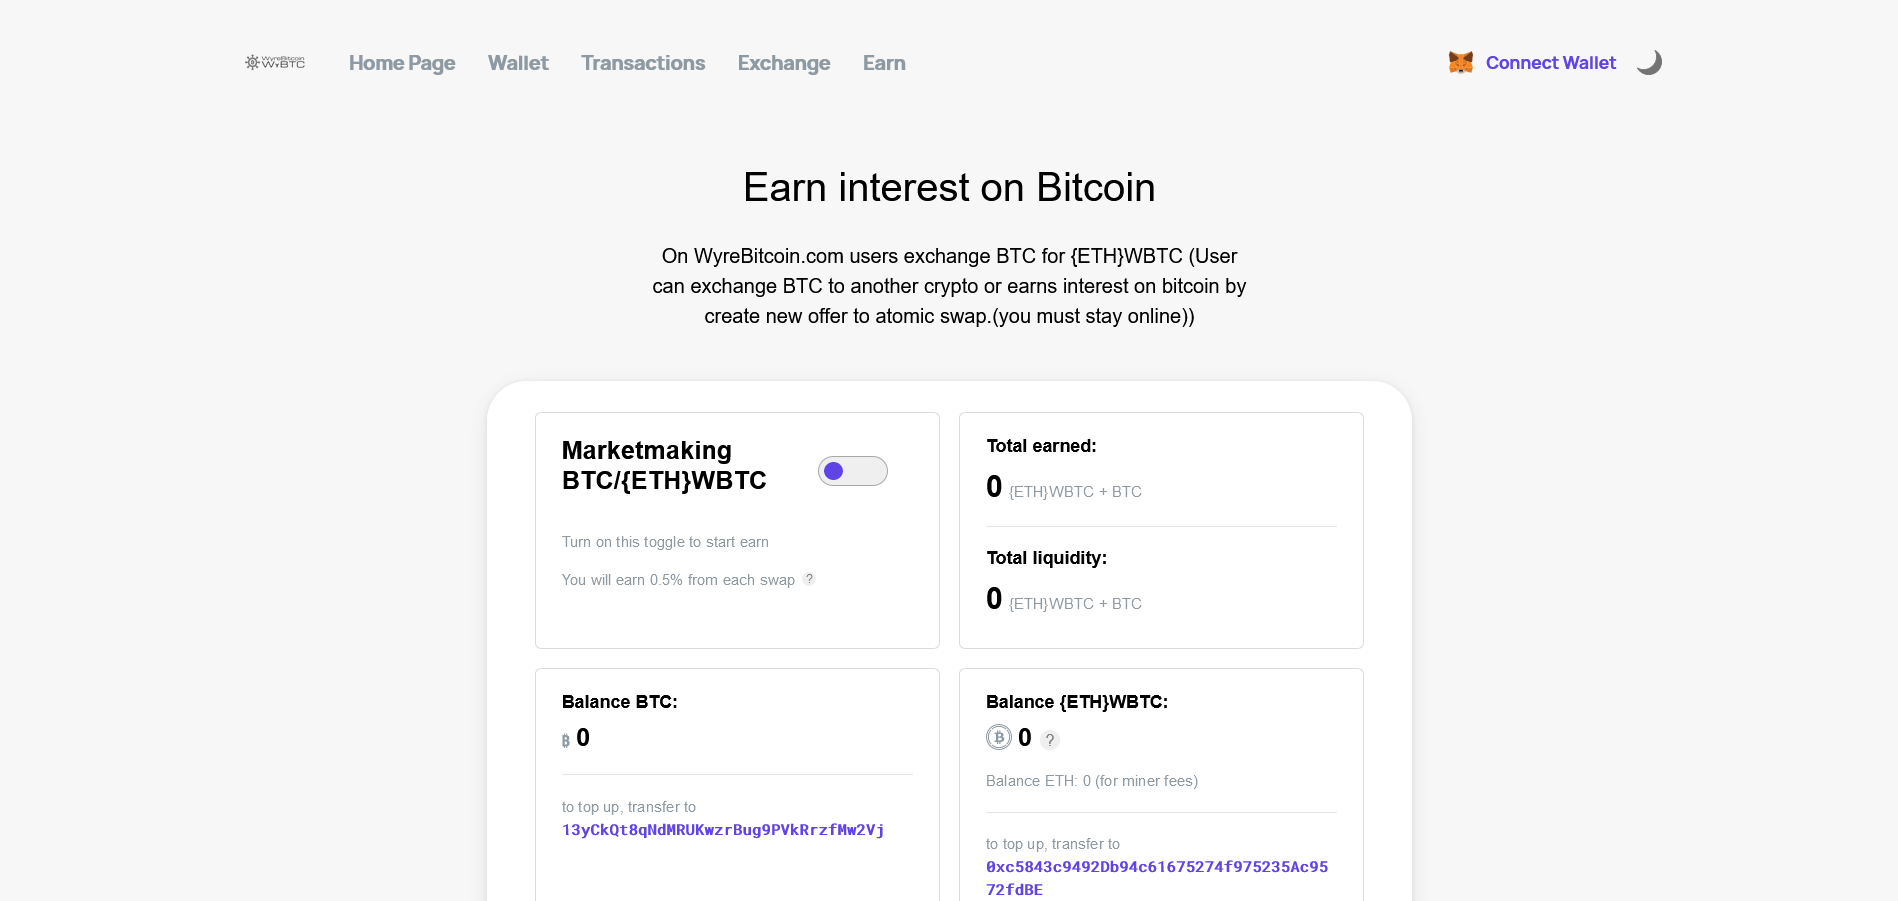 WyreBitcoin
WyBTC
Home Page
Wallet
Transactions
Exchange
Earn
Connect Wallet
Earn interest on Bitcoin
On WyreBitcoin.com users exchange BTC for {ETH}WBTC (User
can exchange BTC to another crypto or earns interest on bitcoin by
create new offer to atomic swap.(you must stay online))
Marketmaking
BTC/{ETH}WBTC
Turn on this toggle to start earn
You will earn 0.5% from each swap ?
Total earned:
0 {ETH}WBTC + BTC
Total liquidity:
0 {ETH}WBTC + BTC
Balance BTC:
0
to top up, transfer to
13yCkQt8qNdMRUKwzrBug9PVkRrzfMw2Vj
Balance {ETH}WBTC:
0 ?
Balance ETH: 0 (for miner fees)
to top up, transfer to
0xc5843c9492Db94c61675274f975235Ac95
72fdBE